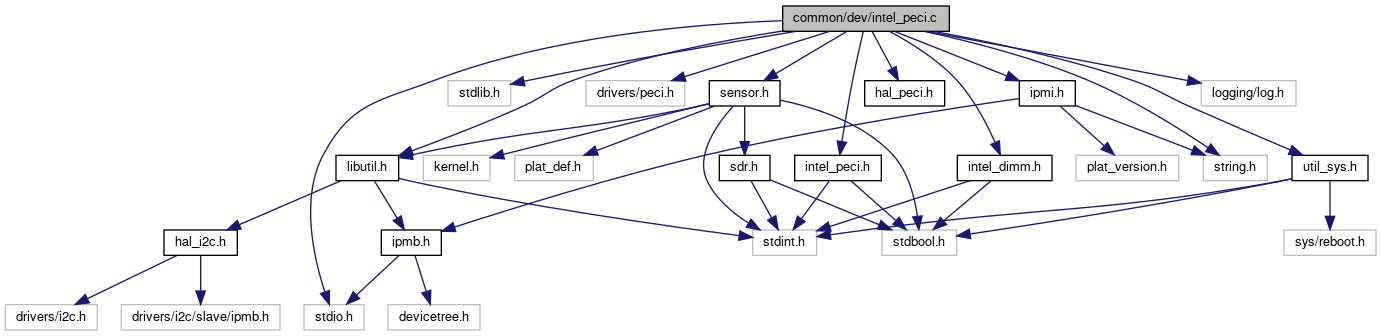 common/dev/intel_peci.c
stdlib.h
drivers/peci.h
sensor.h
hal_peci.h
ipmi.h
logging/log.h
libutil.h
kernel.h
plat_def.h
sdr.h
intel_peci.h
intel_dimm.h
plat_version.h
string.h
util_sys.h
hal_i2c.h
ipmb.h
stdint.h
stdbool.h
sys/reboot.h
drivers/i2c.h
drivers/i2c/slave/ipmb.h
stdio.h
devicetree.h